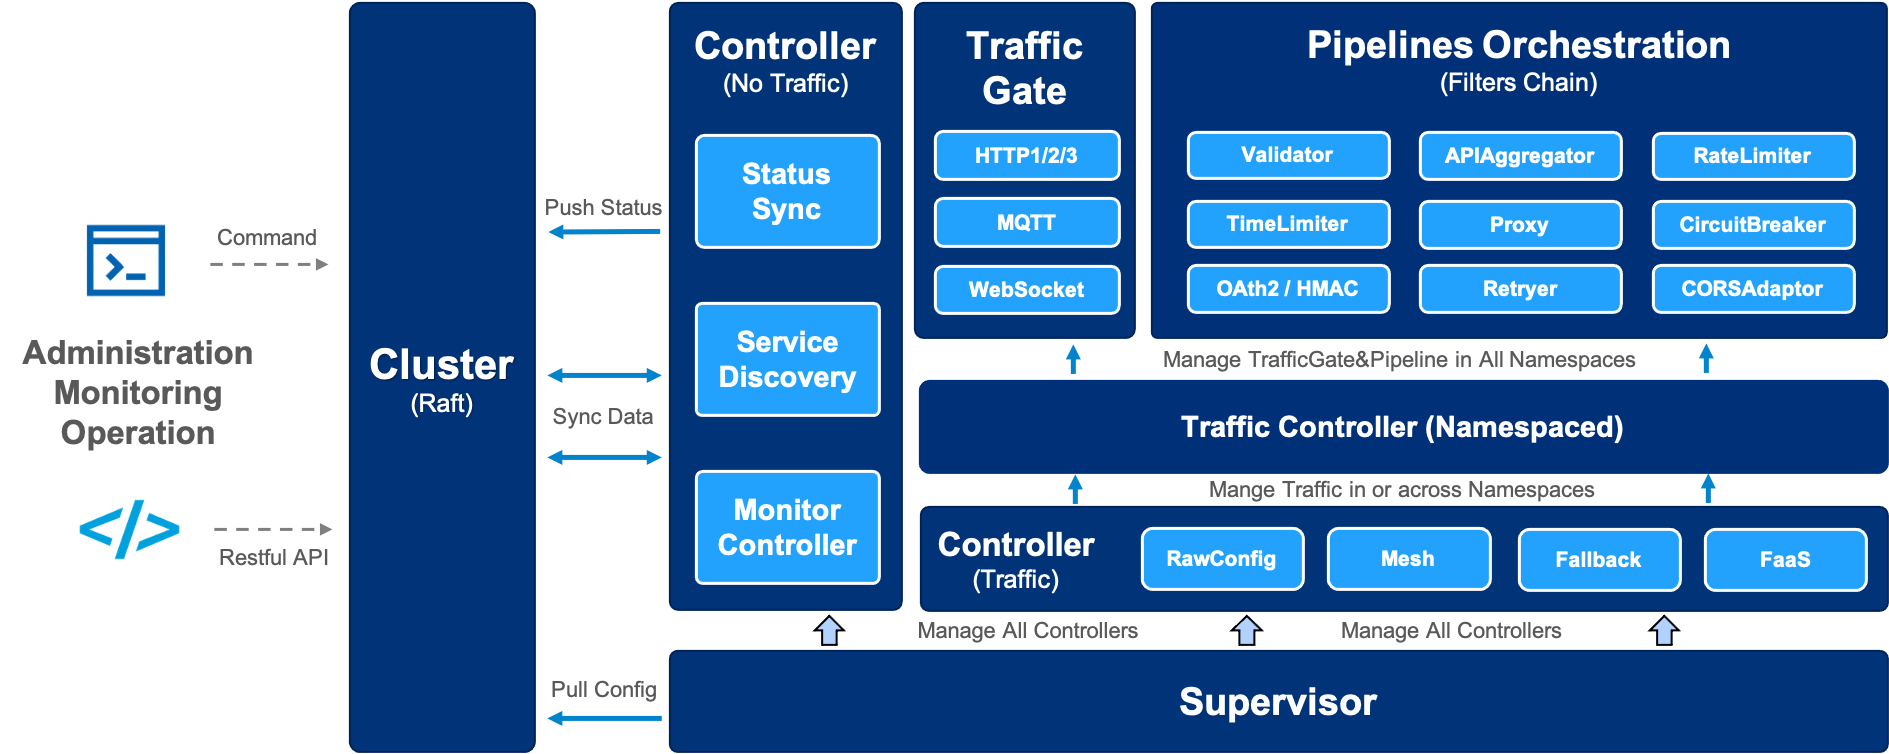 Command
Administration
Monitoring
Operation
Restful API
Cluster
(Raft)
Push Status
Sync Data
Pull Config
Controller
(No Traffic)
Status
Sync
Service
Discovery
Monitor
Controller
Traffic
Gate
HTTP1/2/3
MQTT
WebSocket
Pipelines Orchestration
(Filters Chain)
Validator
APIAggregator
RateLimiter
TimeLimiter
Proxy
CircuitBreaker
OAth2 / HMAC
Retryer
CORSAdaptor
Manage TrafficGate&Pipeline in All Namespaces
Traffic Controller (Namespaced)
Mange Traffic in or across Namespaces
Controller
(Traffic)
RawConfig
Mesh
Fallback
FaaS
Manage All Controllers
Manage All Controllers
Supervisor